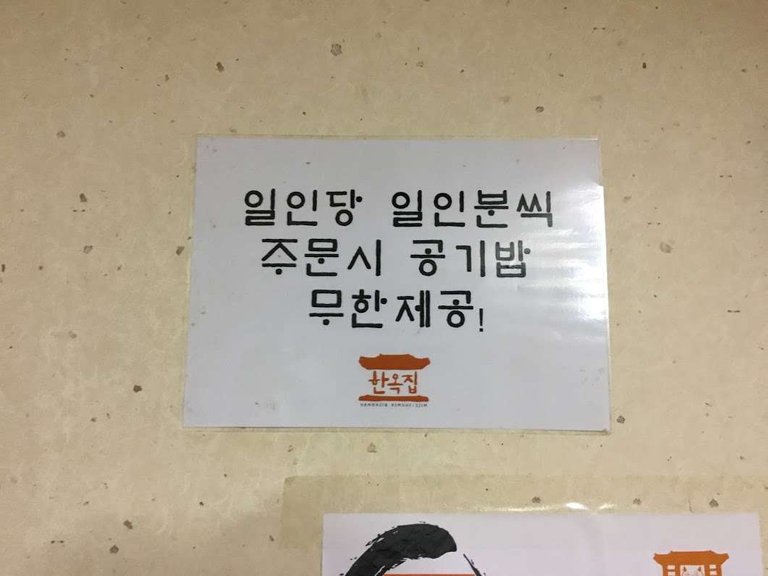 일인당 일인분씩
주문시 공기밥
무한제공!
한옥집